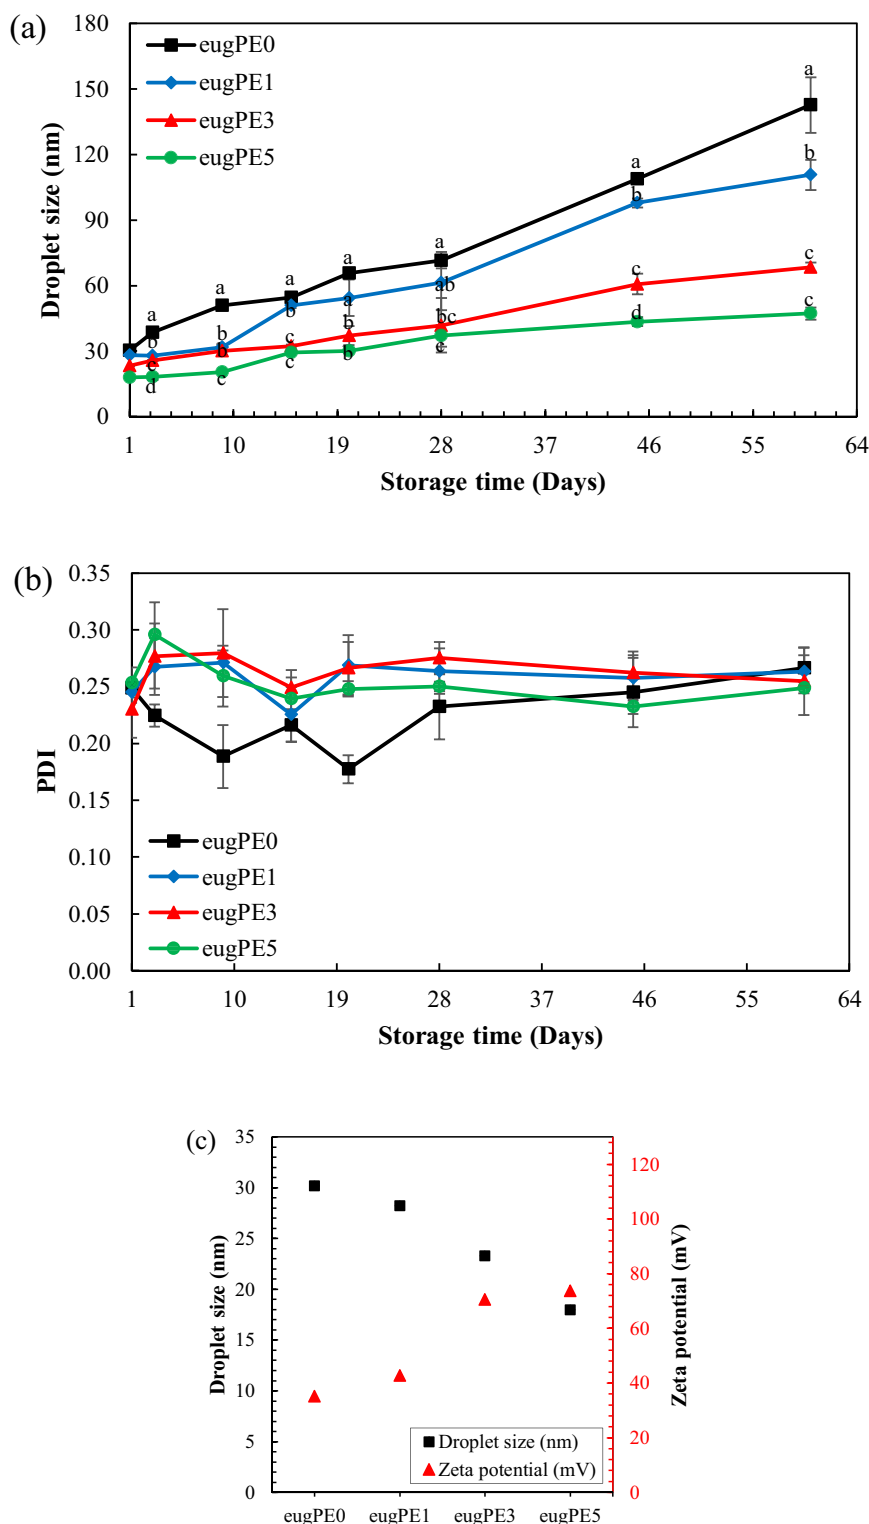 (a)
180
150
120
90
60
30
0
Droplet size (nm)
eugPE0
eugPE1
eugPE3
eugPE5
a a a a a a a
b b b a ab b b
c b c b bc c c
d c c b c d c
1 10 19 28 37 46 55 64
Storage time (Days)
(b)
0.35
0.30
0.25
0.20
0.15
0.10
0.05
0.00
PDI
eugPE0
eugPE1
eugPE3
eugPE5
1 10 19 28 37 46 55 64
Storage time (Days)
(c)
35
30
25
20
15
10
5
0
Droplet size (nm)
120
100
80
60
40
20
0
Zeta potential (mV)
Droplet size (nm)
Zeta potential (mV)
eugPE0 eugPE1 eugPE3 eugPE5